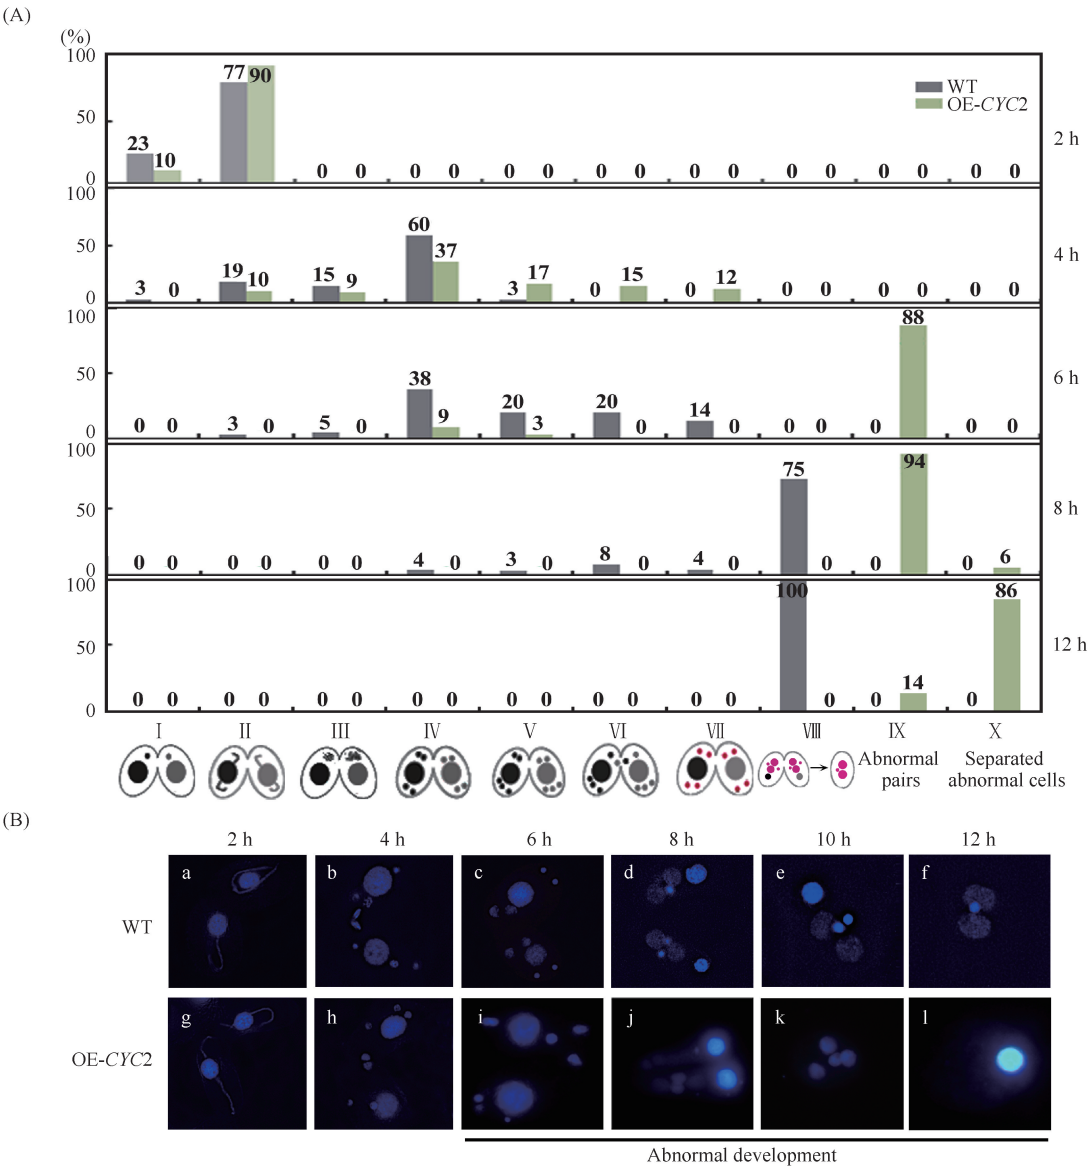 (A)
(%)
100
50
0
23 10 77 90 0 0 0 0 0 0 0 0 0 0 0 0 0 0 0 0
WT
OE-CYC2
2 h
100
50
0
3 0 19 10 15 9 60 37 3 17 0 15 0 12 0 0 0 0 0 0
4 h
100
50
0
0 0 3 0 5 0 38 9 20 3 20 0 14 0 0 0 0 88 0 0
6 h
100
50
0
0 0 0 0 0 0 4 0 3 0 8 0 4 0 75 0 0 94 0 6
8 h
100
50
0
0 0 0 0 0 0 0 0 0 0 0 0 0 0 100 0 0 14 0 86
12 h
I II III IV V VI VII VIII IX X
Abnormal pairs
Separated abnormal cells
(B)
2 h 4 h 6 h 8 h 10 h 12 h
WT
a b c d e f
OE-CYC2
g h i j k l
Abnormal development